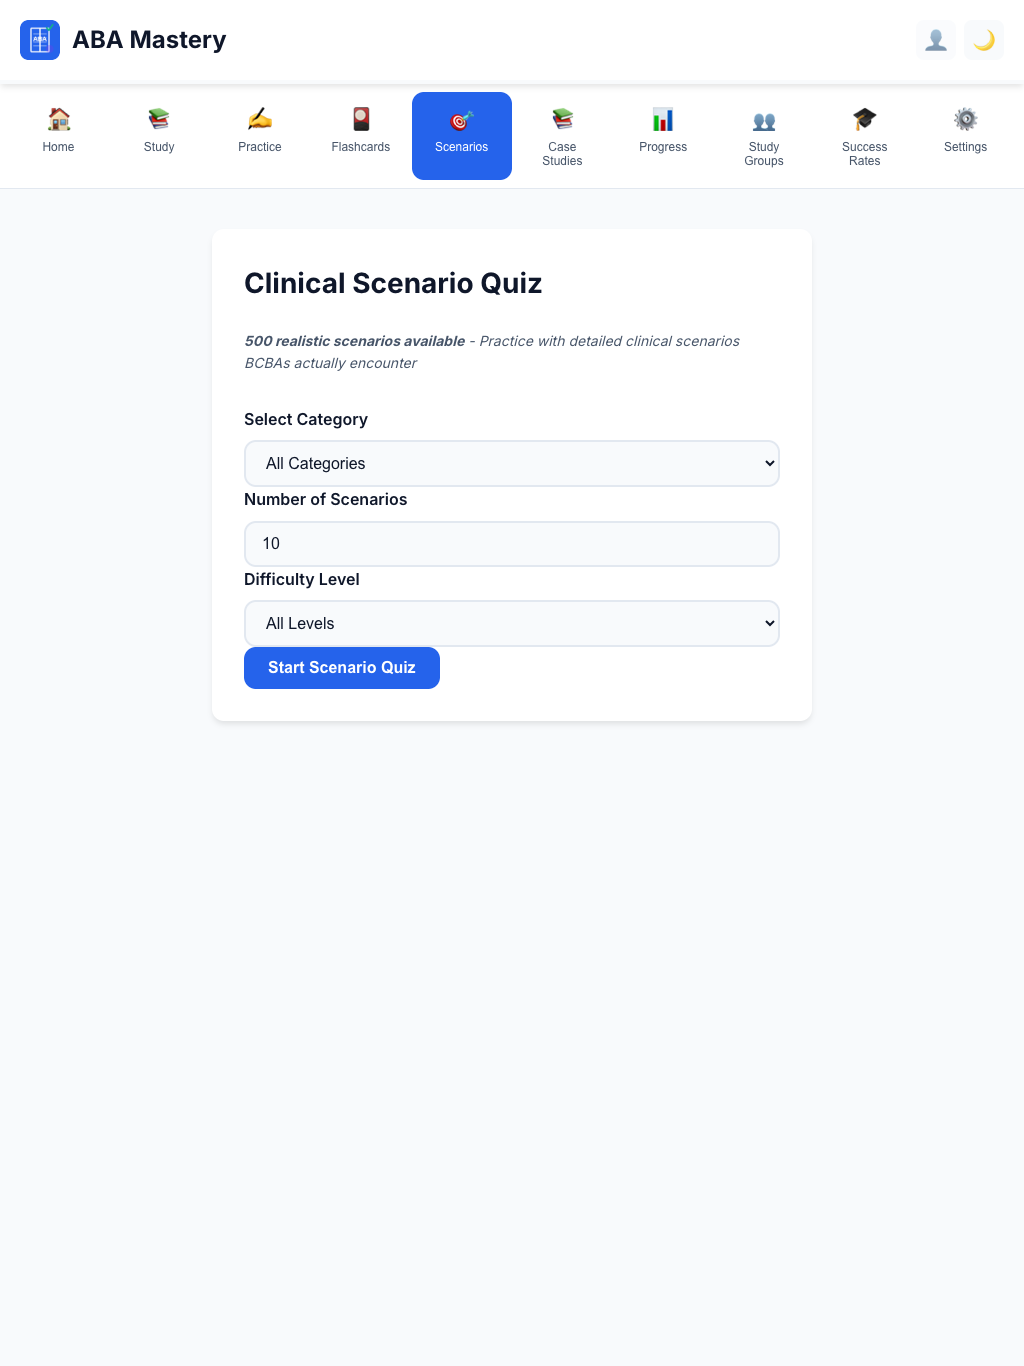 ABA
ABA Mastery
Home
Study
Practice
Flashcards
Scenarios
Case
Studies
Progress
Study
Groups
Success
Rates
Settings
Clinical Scenario Quiz
500 realistic scenarios available - Practice with detailed clinical scenarios
BCBAs actually encounter
Select Category
All Categories
Number of Scenarios
10
Difficulty Level
All Levels
Start Scenario Quiz